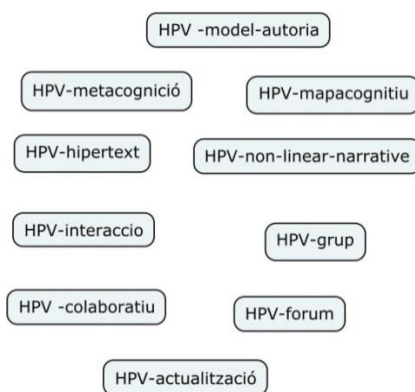 HPV -model-autoria
HPV-metacognició
HPV-mapacognitiu
HPV-hipertext
HPV-non-linear-narrative
HPV-interaccio
HPV-grup
HPV -colaboratiu
HPV-forum
HPV-actualització